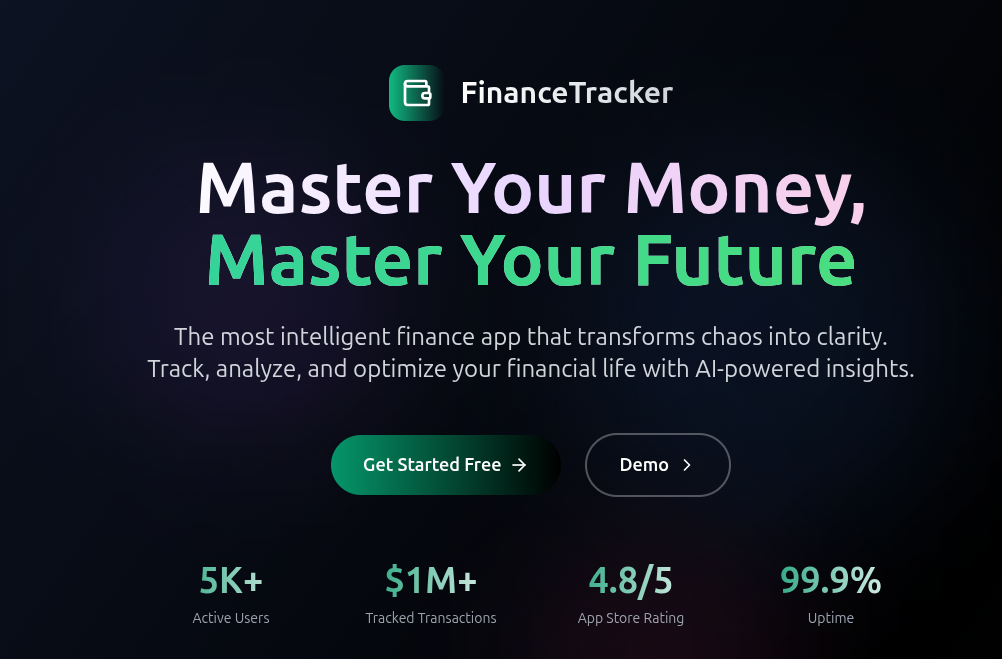 FinanceTracker
Master Your Money,
Master Your Future
The most intelligent finance app that transforms chaos into clarity.
Track, analyze, and optimize your financial life with AI-powered insights.
Get Started Free
Demo
5K+
Active Users
$1M+
Tracked Transactions
4.8/5
App Store Rating
99.9%
Uptime